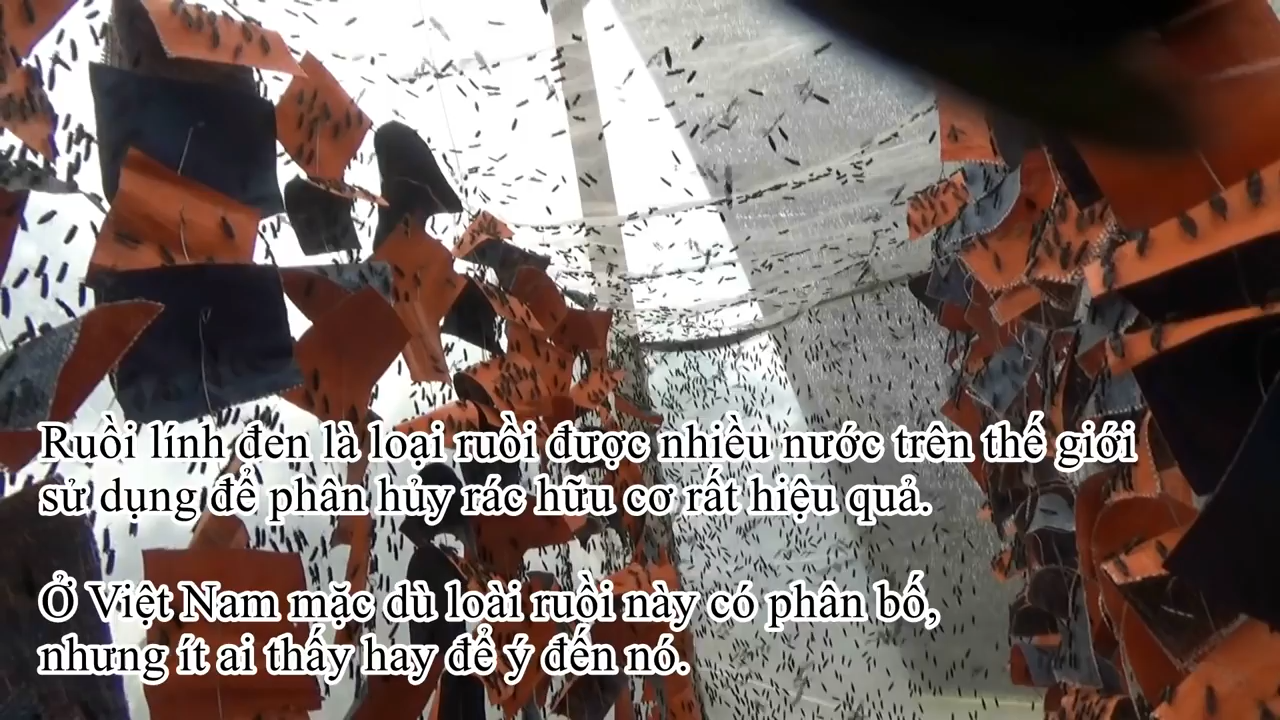 Ruồi lính đen là loại ruồi được nhiều nước trên thế giới
sử dụng để phân hủy rác hữu cơ rất hiệu quả.
Ở Việt Nam mặc dù loài ruồi này có phân bố,
nhưng ít ai thấy hay để ý đến nó.